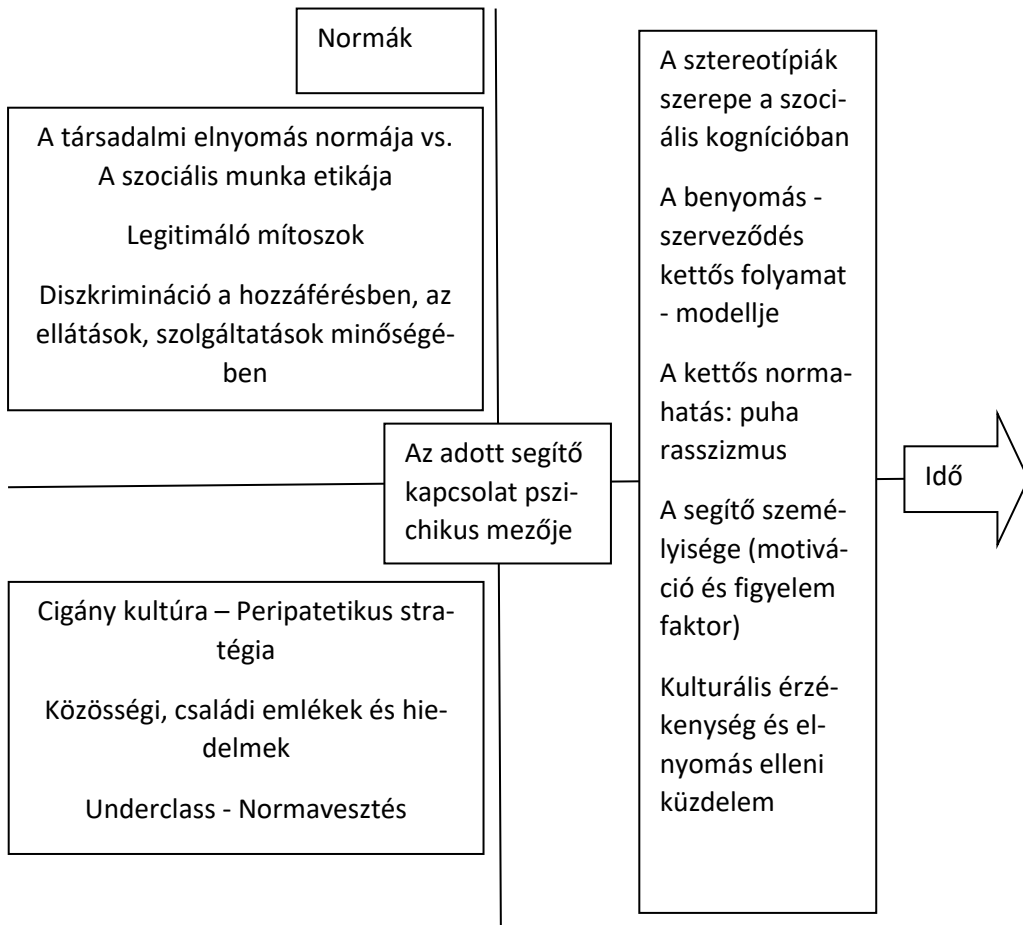 Normák
A társadalmi elnyomás normája vs.
A szociális munka etikája
Legitimáló mítoszok
Diszkrimináció a hozzáférésben, az
ellátások, szolgáltatások minőségé-
ben
Az adott segítő
kapcsolat pszi-
chikus mezője
Cigány kultúra – Peripatetikus stra-
tégia
Közösségi, családi emlékek és hie-
delmek
Underclass - Normavesztés
A sztereotípiák
szerepe a szoci-
ális kognícióban
A benyomás -
szerveződés
kettős folyamat
- modellje
A kettős norma-
hatás: puha
rasszizmus
A segítő szemé-
lyisége (motivá-
ció és figyelem
faktor)
Kulturális érzé-
kenység és el-
nyomás elleni
küzdelem
Idő